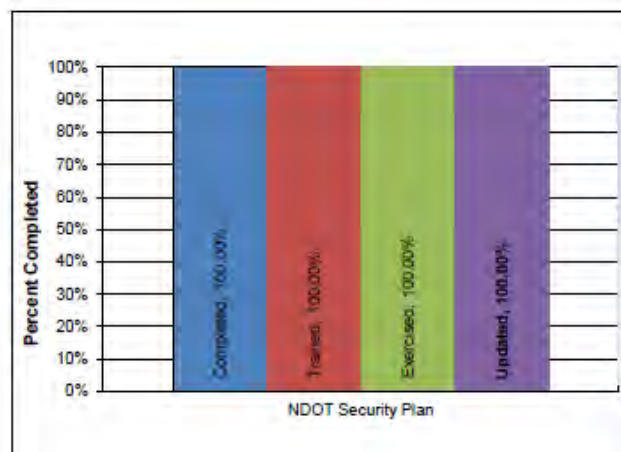 Percent Completed
100%
90%
80%
70%
60%
50%
40%
30%
20%
10%
0%
Completed, 100.00%
Trained, 100.00%
Exercised, 100.00%
Updated, 100.00%
NDOT Security Plan